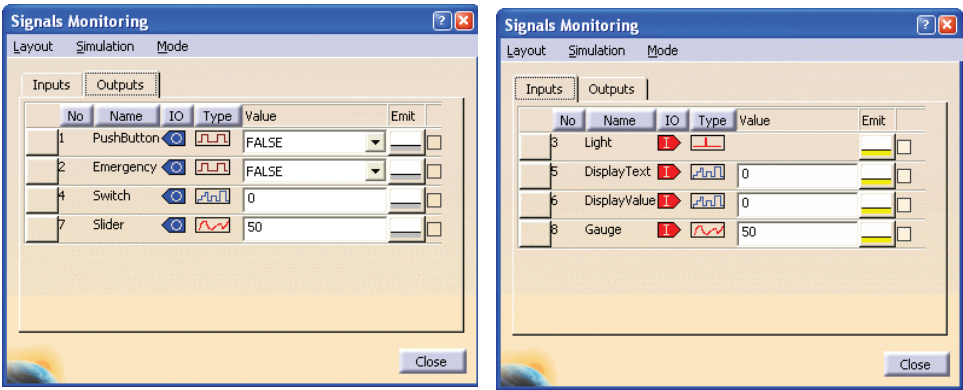 Signals Monitoring
Layout Simulation Mode
Inputs Outputs
No Name IO Type Value Emit
1 PushButton O FALSE
2 Emergency O FALSE
4 Switch O 0
7 Slider O 50
Close
Signals Monitoring
Layout Simulation Mode
Inputs Outputs
No Name IO Type Value Emit
3 Light I
5 DisplayText I 0
6 DisplayValue I 0
8 Gauge I 50
Close